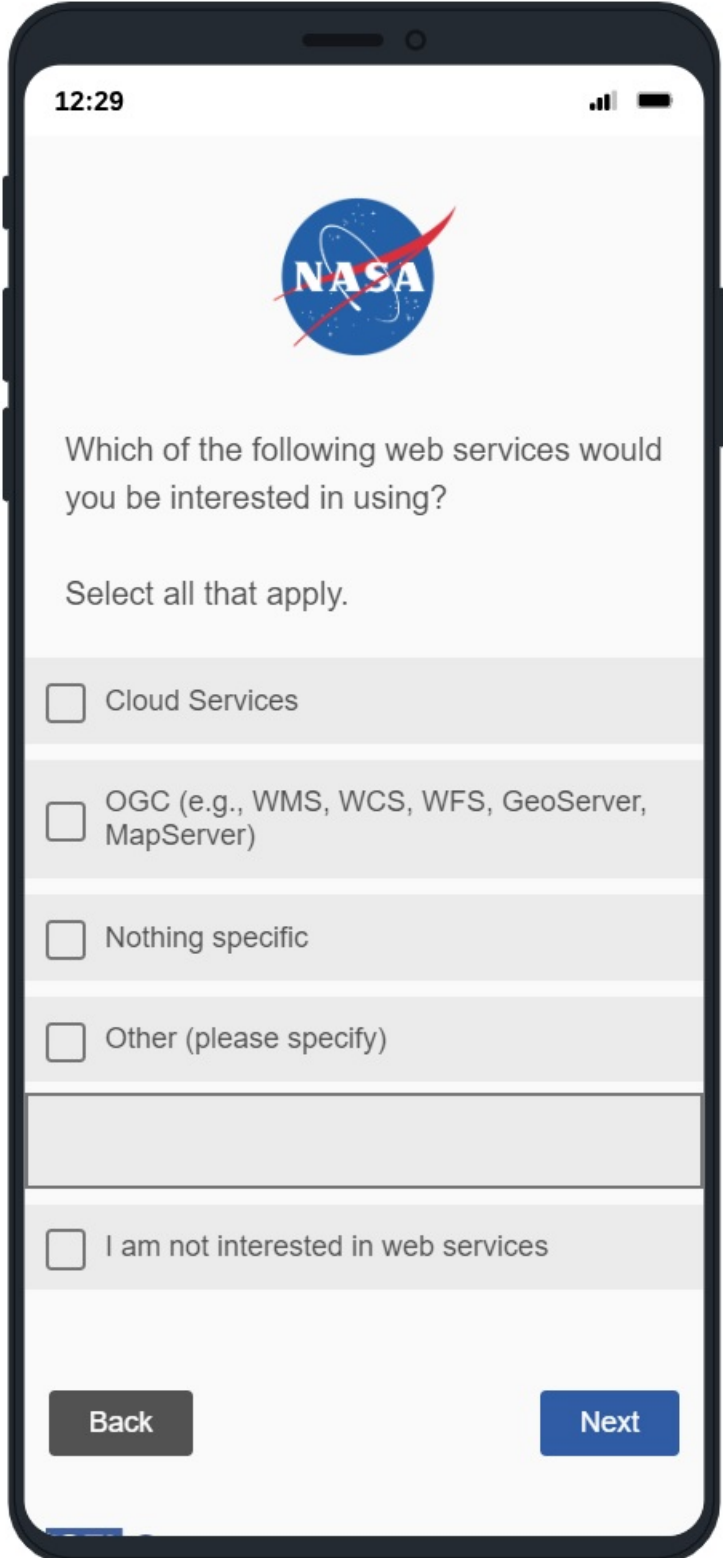 12:29
NASA
Which of the following web services would
you be interested in using?
Select all that apply.
Cloud Services
OGC (e.g., WMS, WCS, WFS, GeoServer,
MapServer)
Nothing specific
Other (please specify)
I am not interested in web services
Back
Next